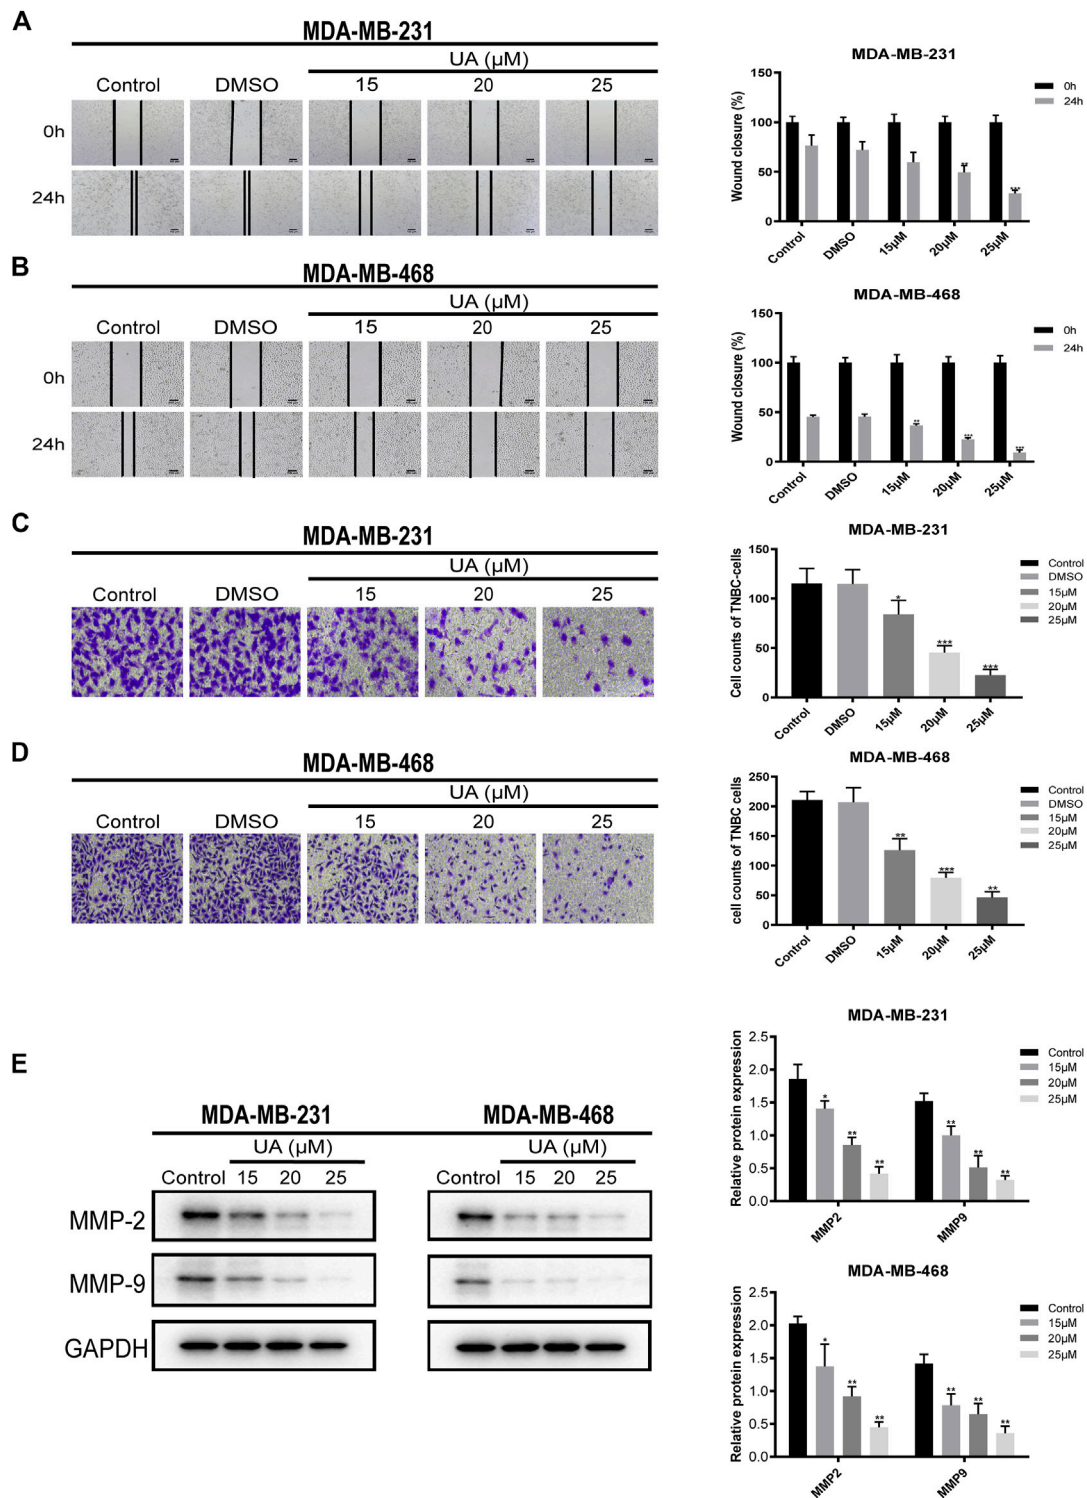 A
MDA-MB-231
UA (µM)
Control DMSO 15 20 25
0h
24h
MDA-MB-231
Wound closure (%)
150
100
50
0
0h
24h
** ***
Control DMSO 15µM 20µM 25µM
B
MDA-MB-468
UA (µM)
Control DMSO 15 20 25
0h
24h
MDA-MB-468
Wound closure (%)
150
100
50
0
0h
24h
** *** ***
Control DMSO 15µM 20µM 25µM
C
MDA-MB-231
UA (µM)
Control DMSO 15 20 25
MDA-MB-231
Cell counts of TNBC-cells
150
100
50
0
* *** ***
Control
DMSO
15µM
20µM
25µM
Control DMSO 15µM 20µM 25µM
D
MDA-MB-468
UA (µM)
Control DMSO 15 20 25
MDA-MB-468
cell counts of TNBC cells
250
200
150
100
50
0
** *** **
Control
DMSO
15µM
20µM
25µM
Control DMSO 15µM 20µM 25µM
E
MDA-MB-231 MDA-MB-468
UA (µM) UA (µM)
Control 15 20 25 Control 15 20 25
MMP-2
MMP-9
GAPDH
MDA-MB-231
Relative protein expression
2.5
2.0
1.5
1.0
0.5
0.0
* ** ** ** ** **
Control
15µM
20µM
25µM
MMP2 MMP9
MDA-MB-468
Relative protein expression
2.5
2.0
1.5
1.0
0.5
0.0
* ** ** ** ** **
Control
15µM
20µM
25µM
MMP2 MMP9